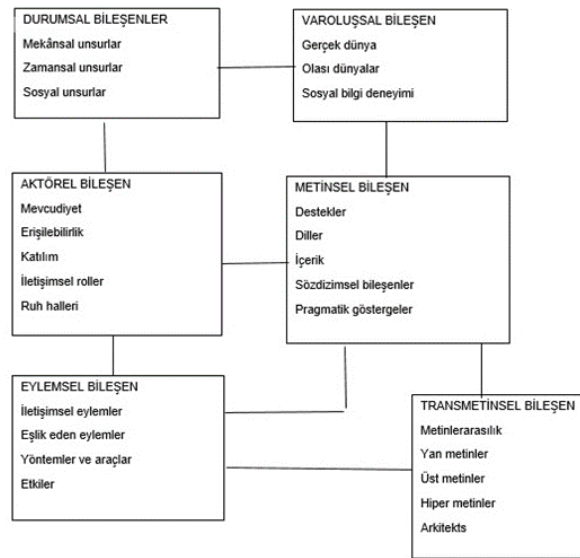 DURUMSAL BİLEŞENLER
Mekânsal unsurlar
Zamansal unsurlar
Sosyal unsurlar
VAROLUŞSAL BİLEŞEN
Gerçek dünya
Olası dünyalar
Sosyal bilgi deneyimi
AKTÖREL BİLEŞEN
Mevcudiyet
Erişilebilirlik
Katılım
İletişimsel roller
Ruh halleri
METİNSEL BİLEŞEN
Destekler
Diller
İçerik
Sözdizimsel bileşenler
Pragmatik göstergeler
EYLEMSEL BİLEŞEN
İletişimsel eylemler
Eşlik eden eylemler
Yöntemler ve araçlar
Etkiler
TRANSMETİNSEL BİLEŞEN
Metinlerarasılık
Yan metinler
Üst metinler
Hiper metinler
Arkitekts